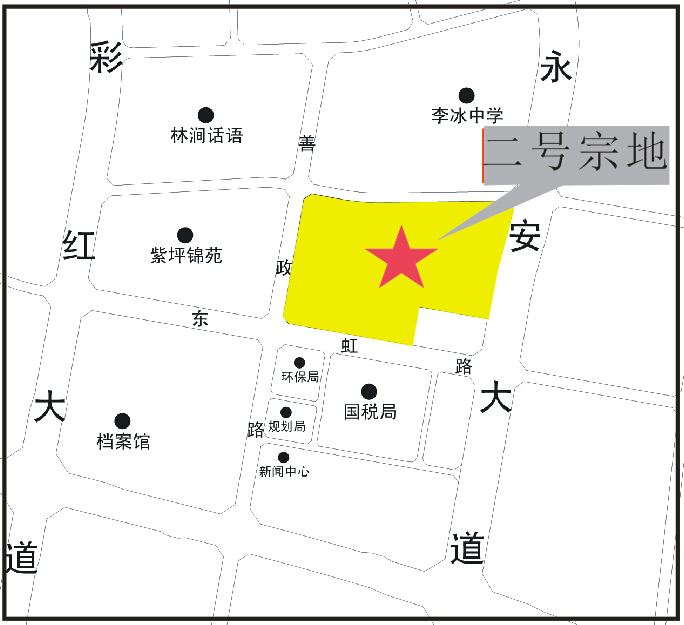 彩红大道
永安大道
善政路
东虹路
李冰中学
林涧话语
二号宗地
紫坪锦苑
环保局
国税局
规划局
档案馆
新闻中心